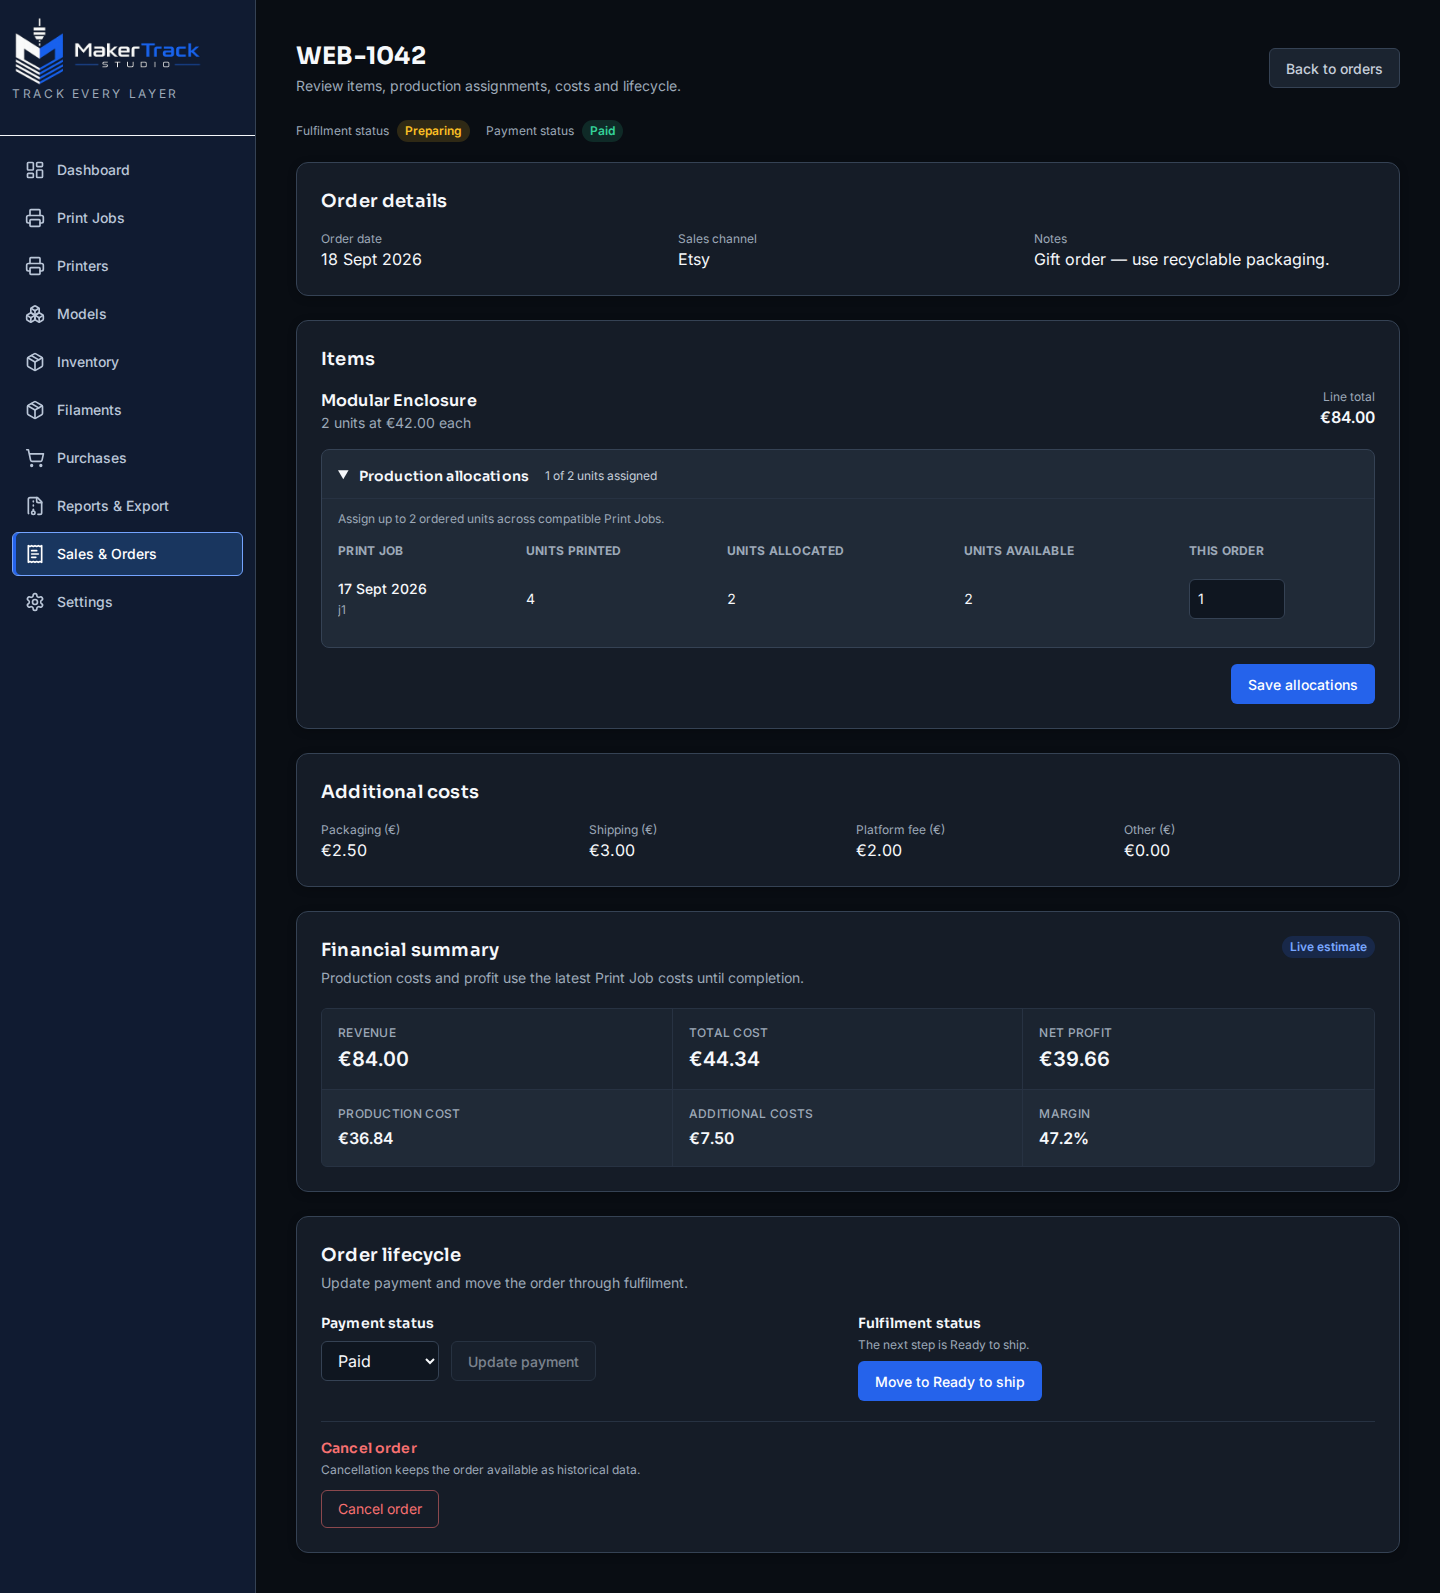 MakerTrack
STUDIO
TRACK EVERY LAYER
Dashboard
Print Jobs
Printers
Models
Inventory
Filaments
Purchases
Reports & Export
Sales & Orders
Settings
WEB-1042
Review items, production assignments, costs and lifecycle.
Back to orders
Fulfilment status Preparing Payment status Paid
Order details
Order date Sales channel Notes
18 Sept 2026 Etsy Gift order — use recyclable packaging.
Items
Modular Enclosure Line total
2 units at €42.00 each €84.00
▼ Production allocations 1 of 2 units assigned
Assign up to 2 ordered units across compatible Print Jobs.
PRINT JOB UNITS PRINTED UNITS ALLOCATED UNITS AVAILABLE THIS ORDER
17 Sept 2026 4 2 2 1
j1
Save allocations
Additional costs
Packaging (€) Shipping (€) Platform fee (€) Other (€)
€2.50 €3.00 €2.00 €0.00
Financial summary Live estimate
Production costs and profit use the latest Print Job costs until completion.
REVENUE TOTAL COST NET PROFIT
€84.00 €44.34 €39.66
PRODUCTION COST ADDITIONAL COSTS MARGIN
€36.84 €7.50 47.2%
Order lifecycle
Update payment and move the order through fulfilment.
Payment status Fulfilment status
The next step is Ready to ship.
Paid Update payment Move to Ready to ship
Cancel order
Cancellation keeps the order available as historical data.
Cancel order